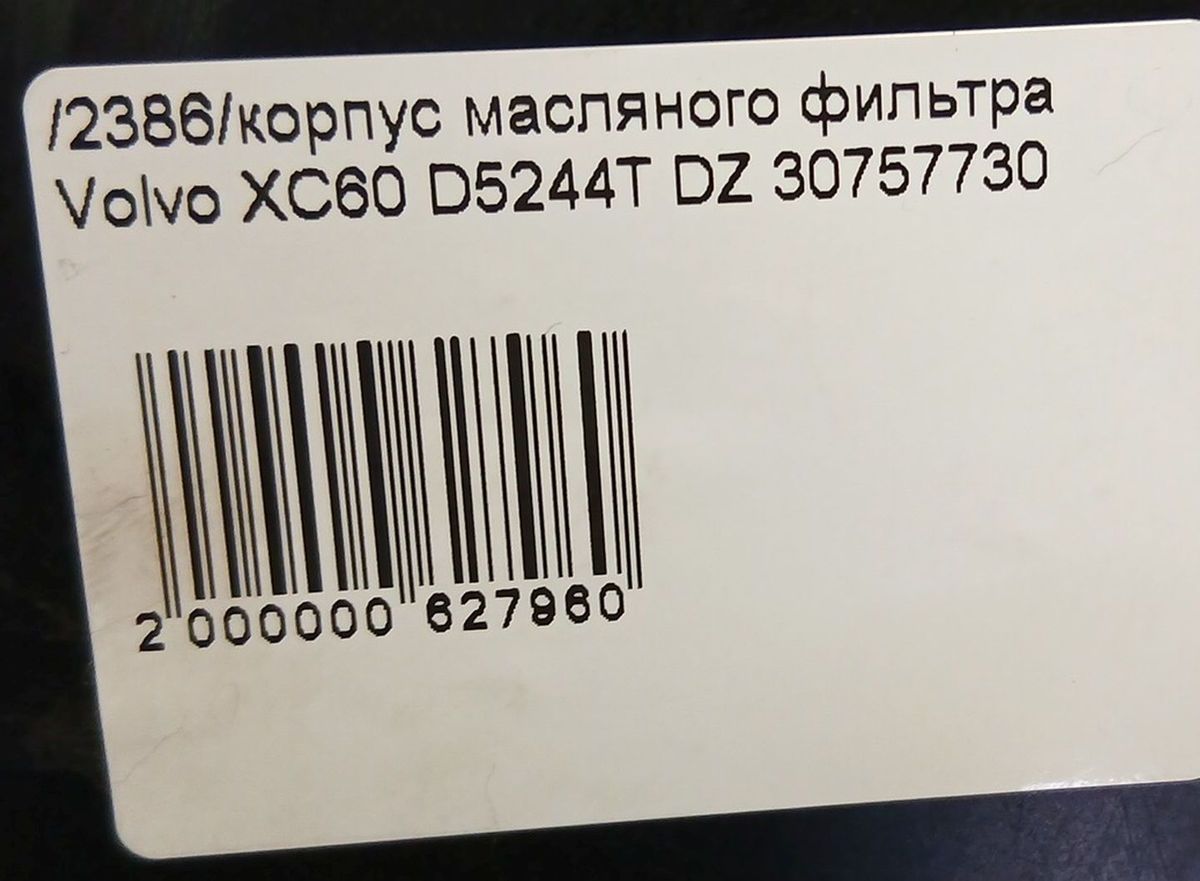 /2386/корпус масляного фильтра
Volvo XC60 D5244T DZ 30757730
2 000000 627960